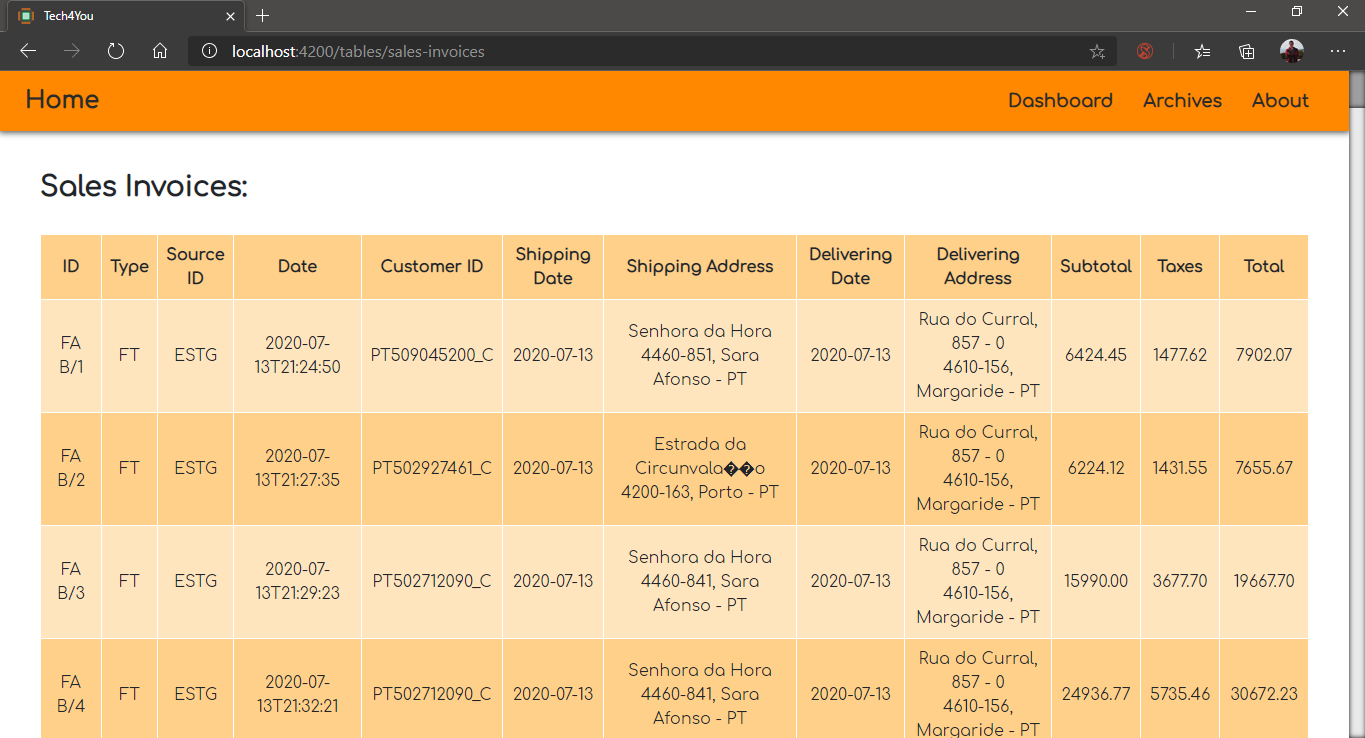 Tech4You
localhost:4200/tables/sales-invoices
Home Dashboard Archives About
Sales Invoices:
ID Type Source ID Date Customer ID Shipping Date Shipping Address Delivering Date Delivering Address Subtotal Taxes Total
FA B/1 FT ESTG 2020-07-13T21:24:50 PT509045200_C 2020-07-13 Senhora da Hora 4460-851, Sara Afonso - PT 2020-07-13 Rua do Curral, 857 - 0 4610-156, Margaride - PT 6424.45 1477.62 7902.07
FA B/2 FT ESTG 2020-07-13T21:27:35 PT502927461_C 2020-07-13 Estrada da Circunvala��o 4200-163, Porto - PT 2020-07-13 Rua do Curral, 857 - 0 4610-156, Margaride - PT 6224.12 1431.55 7655.67
FA B/3 FT ESTG 2020-07-13T21:29:23 PT502712090_C 2020-07-13 Senhora da Hora 4460-841, Sara Afonso - PT 2020-07-13 Rua do Curral, 857 - 0 4610-156, Margaride - PT 15990.00 3677.70 19667.70
FA B/4 FT ESTG 2020-07-13T21:32:21 PT502712090_C 2020-07-13 Senhora da Hora 4460-841, Sara Afonso - PT 2020-07-13 Rua do Curral, 857 - 0 4610-156, Margaride - PT 24936.77 5735.46 30672.23